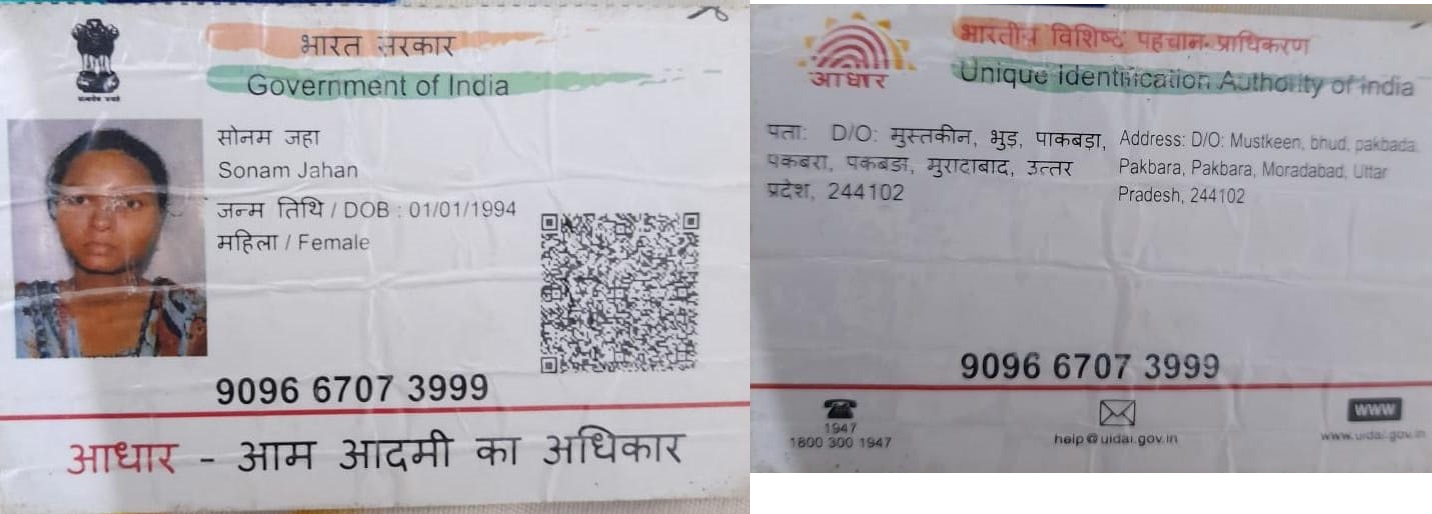 भारत सरकार
Government of India
सत्यमेव जयते
सोनम जहा
Sonam Jahan
जन्म तिथि / DOB : 01/01/1994
महिला / Female
9096 6707 3999
आधार - आम आदमी का अधिकार
भारतीय विशिष्ट पहचान प्राधिकरण
Unique Identification Authority of India
आधार
पता: D/O: मुस्तकीन, भुड, पाकबड़ा,
पकबरा, पकबडा, मुरादाबाद, उत्तर
प्रदेश, 244102
Address: D/O: Mustkeen, bhud, pakbada,
Pakbara, Pakbara, Moradabad, Uttar
Pradesh, 244102
9096 6707 3999
1947
1800 300 1947
help@uidai.gov.in
WWW
www.uidai.gov.in